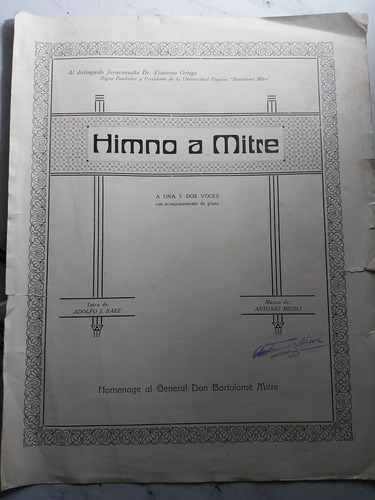 Al distinguido Jurisconsulto Dr. Victorino Ortega
Digno Fundador y Presidente de la Universidad Popular "Bartolomé Mitre"
Himno a Mitre
A UNA Y DOS VOCES
con acompañamiento de piano
Letra de:
ADOLFO J. BAEZ
Música de:
ANTONIO MICELI
Homenage al General Don Bartolomé Mitre